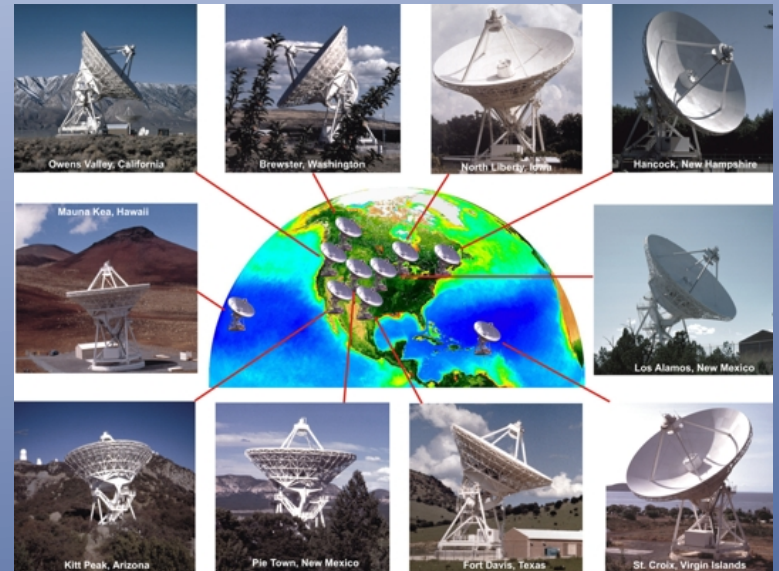 Owens Valley, California
Brewster, Washington
North Liberty, Iowa
Hancock, New Hampshire
Mauna Kea, Hawaii
Los Alamos, New Mexico
Kitt Peak, Arizona
Pie Town, New Mexico
Fort Davis, Texas
St. Croix, Virgin Islands